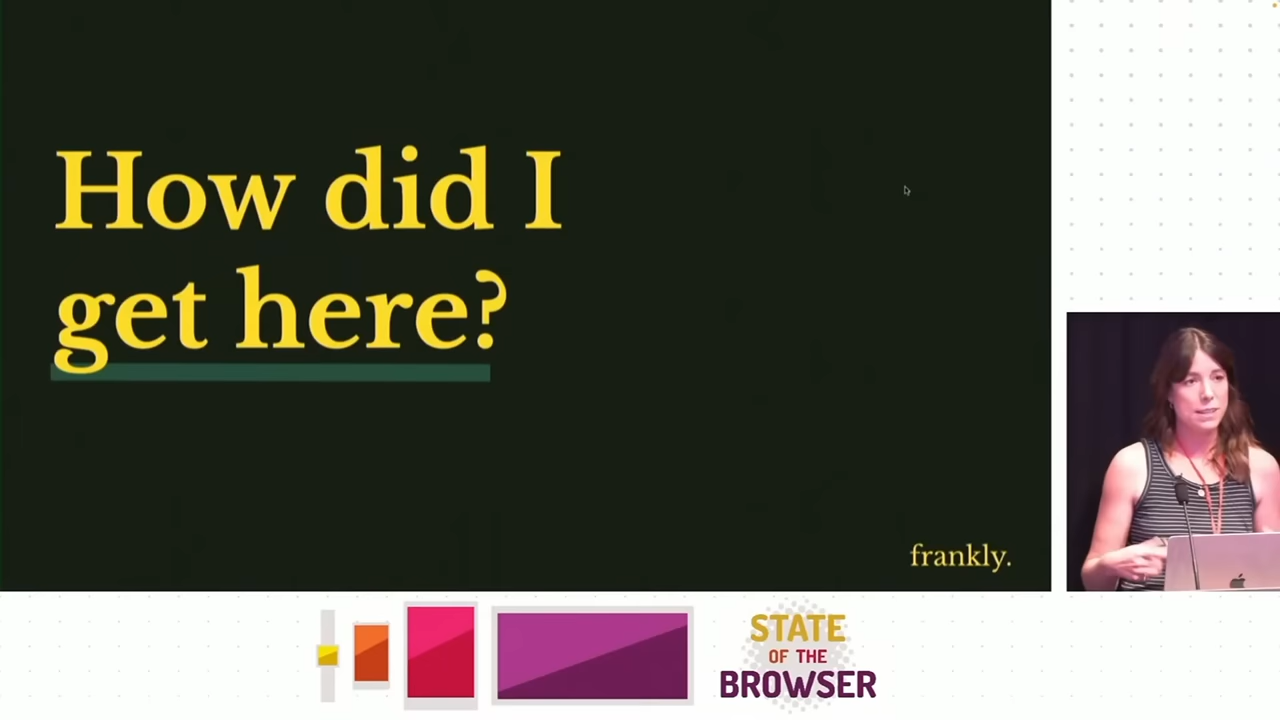 How did I
get here?
frankly.
STATE
OF THE
BROWSER